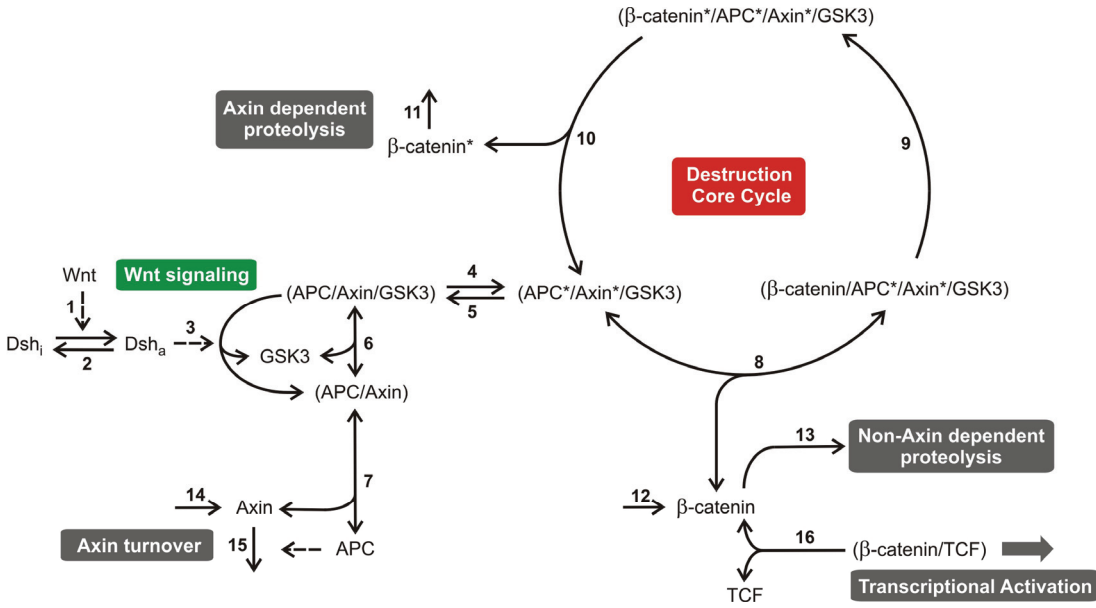 (β-catenin*/APC*/Axin*/GSK3)
Axin dependent
proteolysis
11
β-catenin*
10
9
Destruction
Core Cycle
Wnt
Wnt signaling
1
4
(APC/Axin/GSK3)
(APC*/Axin*/GSK3)
(β-catenin/APC*/Axin*/GSK3)
5
3
Dshi
Dsha
2
GSK3
6
8
(APC/Axin)
13
Non-Axin dependent
proteolysis
7
14
Axin
12
β-catenin
Axin turnover
15
APC
16
(β-catenin/TCF)
TCF
Transcriptional Activation